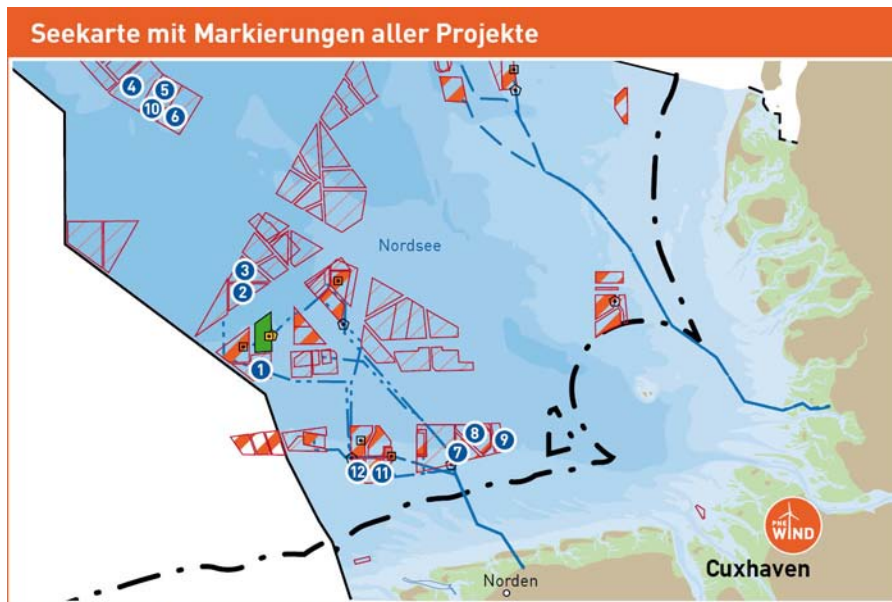 Seekarte mit Markierungen aller Projekte
4
5
10
6
Nordsee
3
2
1
8
9
7
12
11
PNE
WIND
Cuxhaven
Norden